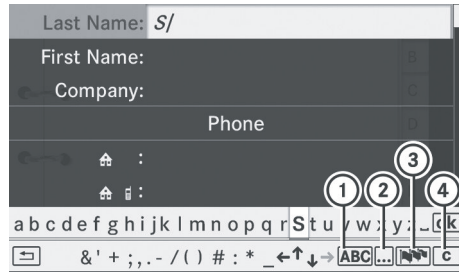 Last Name: S/
First Name:
Company:
B
C
Phone
D
:
:
1 2 3 4
a b c d e f g h i j k l m n o p q r S t u v w x y z _ ok
& ' + ; , . - / ( ) # : * _ ← ↑ ↓ → ABC ... c